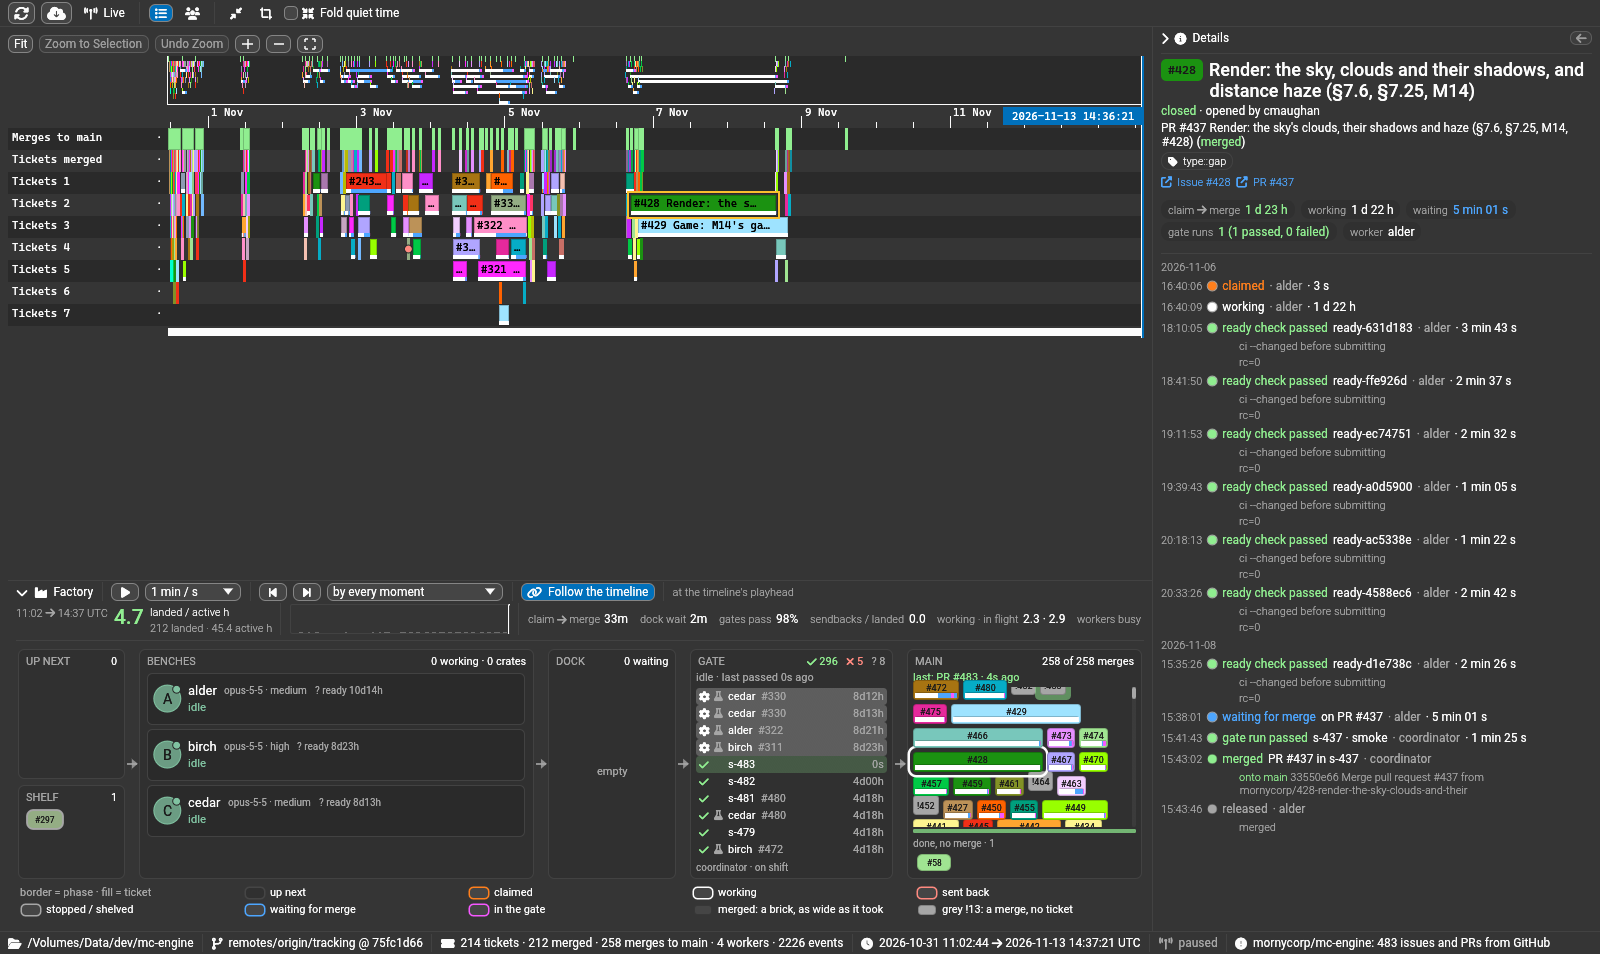 Live
Fold quiet time
Fit
Zoom to Selection
Undo Zoom
1 Nov
3 Nov
5 Nov
7 Nov
9 Nov
11 Nov
2026-11-13 14:36:21
Merges to main
Tickets merged
Tickets 1
#243…
…
#3…
#…
Tickets 2
…
…
…
#33…
#428 Render: the s…
Tickets 3
#322 …
#429 Game: M14's ga…
Tickets 4
#3…
…
Tickets 5
…
#321 …
Tickets 6
Tickets 7
Details
#428
Render: the sky, clouds and their shadows, and
distance haze (§7.6, §7.25, M14)
closed · opened by cmaughan
PR #437 Render: the sky's clouds, their shadows and haze (§7.6, §7.25, M14,
#428) (merged)
type::gap
Issue #428 PR #437
claim → merge 1 d 23 h
working 1 d 22 h
waiting 5 min 01 s
gate runs 1 (1 passed, 0 failed)
worker alder
2026-11-06
16:40:06 claimed · alder · 3 s
16:40:09 working · alder · 1 d 22 h
18:10:05 ready check passed ready-631d183 · alder · 3 min 43 s
ci --changed before submitting
rc=0
18:41:50 ready check passed ready-ffe926d · alder · 2 min 37 s
ci --changed before submitting
rc=0
19:11:53 ready check passed ready-ec74751 · alder · 2 min 32 s
ci --changed before submitting
rc=0
19:39:43 ready check passed ready-a0d5900 · alder · 1 min 05 s
ci --changed before submitting
rc=0
20:18:13 ready check passed ready-ac5338e · alder · 1 min 22 s
ci --changed before submitting
rc=0
20:33:26 ready check passed ready-4588ec6 · alder · 2 min 42 s
ci --changed before submitting
rc=0
2026-11-08
15:35:26 ready check passed ready-d1e738c · alder · 2 min 26 s
ci --changed before submitting
rc=0
15:38:01 waiting for merge on PR #437 · alder · 5 min 01 s
15:41:43 gate run passed s-437 · smoke · coordinator · 1 min 25 s
15:43:02 merged PR #437 in s-437 · coordinator
onto main 33550e66 Merge pull request #437 from
mornycorp/428-render-the-sky-clouds-and-their
15:43:46 released · alder
merged
Factory
1 min / s
by every moment
Follow the timeline
at the timeline's playhead
11:02 → 14:37 UTC
4.7
landed / active h
212 landed · 45.4 active h
claim → merge 33m
dock wait 2m
gates pass 98%
sendbacks / landed 0.0
working · in flight 2.3 · 2.9
workers busy
UP NEXT 0
SHELF 1
#297
BENCHES 0 working · 0 crates
A
alder opus-5-5 · medium ? ready 10d14h
idle
B
birch opus-5-5 · high ? ready 8d23h
idle
C
cedar opus-5-5 · medium ? ready 8d13h
idle
DOCK 0 waiting
empty
GATE 296 5 ? 8
idle · last passed 0s ago
cedar #330 8d12h
cedar #330 8d13h
alder #322 8d21h
birch #311 8d23h
s-483 0s
s-482 4d00h
s-481 #480 4d18h
cedar #480 4d18h
s-479 4d18h
birch #472 4d18h
coordinator · on shift
MAIN 258 of 258 merges
last: PR #483 · 4s ago
#472 #480
#475 #429
#466 #473 #474
#428 #467 #470
#457 #459 #461 !464 #463
!452 #427 #450 #455 #449
#441 #445 #442 #434
done, no merge · 1
#58
border = phase · fill = ticket
up next
claimed
working
sent back
stopped / shelved
waiting for merge
in the gate
merged: a brick, as wide as it took
grey !13: a merge, no ticket
/Volumes/Data/dev/mc-engine
remotes/origin/tracking @ 75fc1d66
214 tickets · 212 merged · 258 merges to main · 4 workers · 2226 events
2026-10-31 11:02:44 → 2026-11-13 14:37:21 UTC
paused
mornycorp/mc-engine: 483 issues and PRs from GitHub